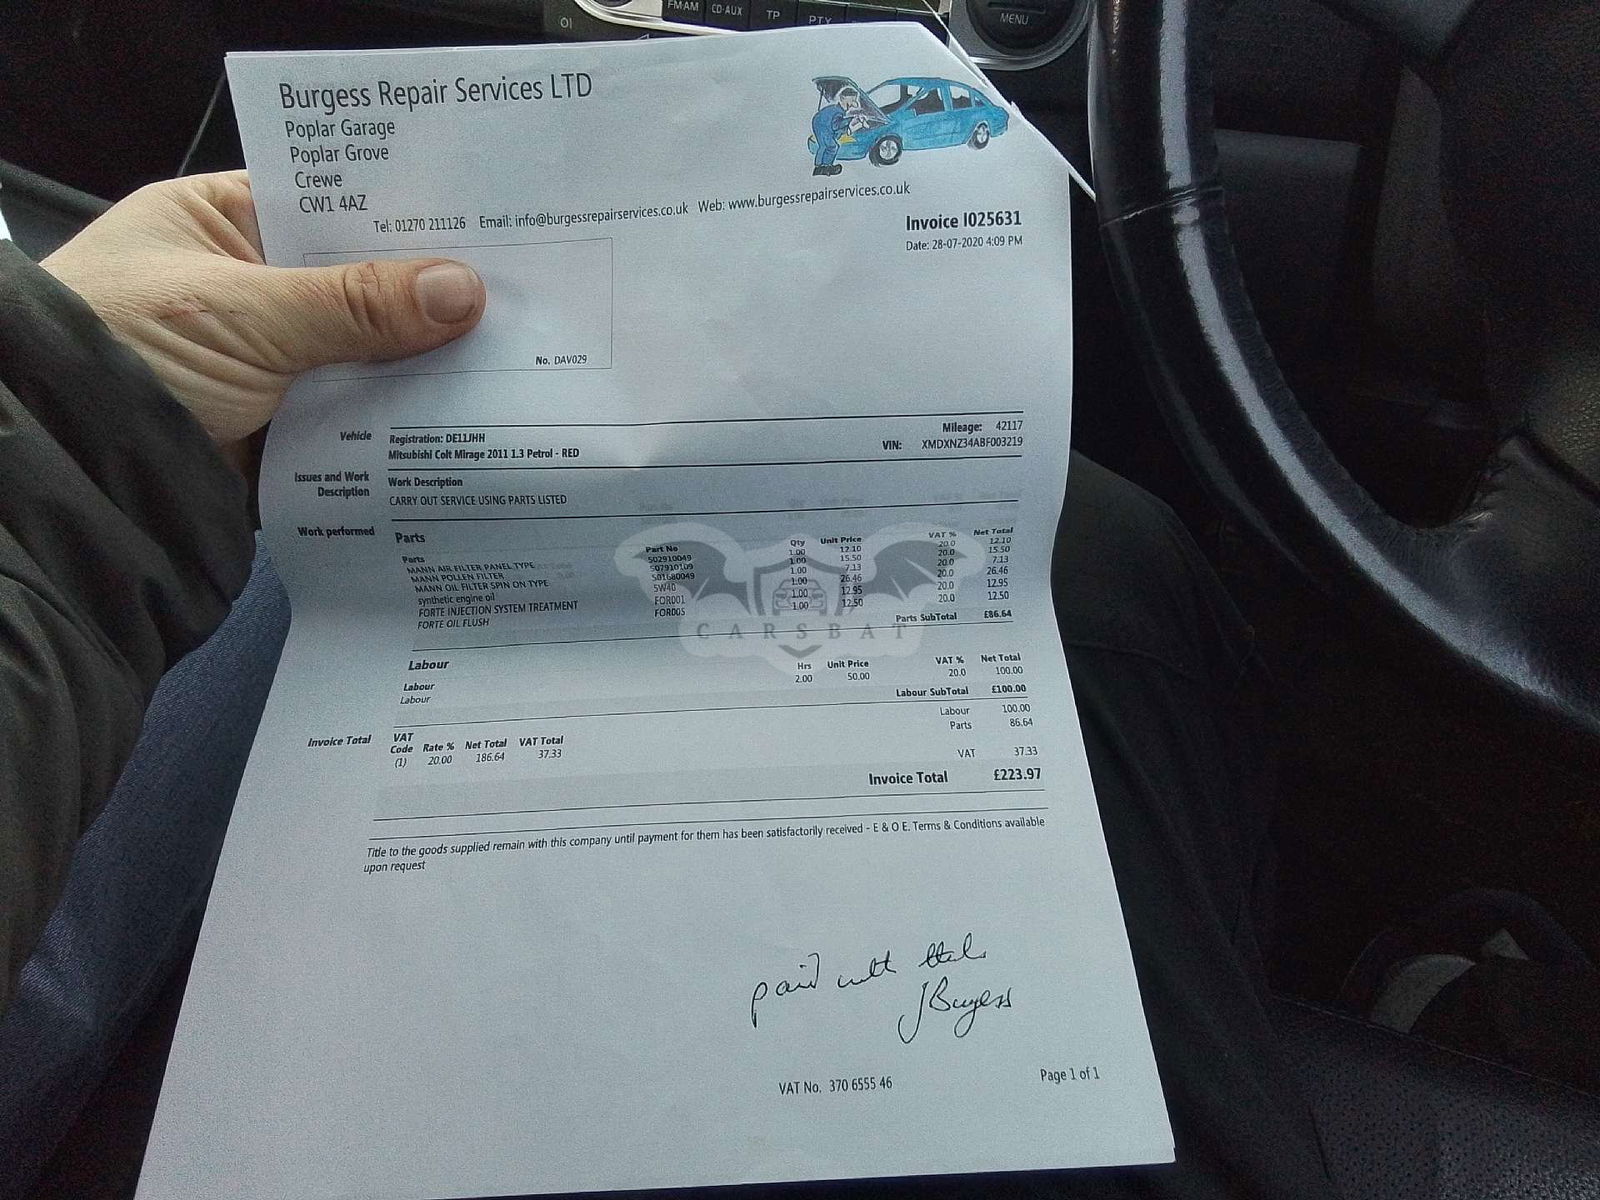 FM·AM CD·AUX TP PTY MENU
Burgess Repair Services LTD
Poplar Garage
Poplar Grove
Crewe
CW1 4AZ
Tel: 01270 211126 Email: info@burgessrepairservices.co.uk Web: www.burgessrepairservices.co.uk
Invoice I025631
Date: 28-07-2020 4:09 PM
No. DAV029
Vehicle Registration: DE11JHH Mileage: 42117
Mitsubishi Colt Mirage 2011 1.3 Petrol - RED VIN: XMDXNZ34ABF003219
Issues and Work Description Work Description
CARRY OUT SERVICE USING PARTS LISTED
Work performed Parts
Parts Part No Qty Unit Price VAT % Net Total
MANN AIR FILTER PANEL TYPE S02910049 1.00 12.10 20.0 12.10
MANN POLLEN FILTER S07910109 1.00 15.50 20.0 15.50
MANN OIL FILTER SPIN ON TYPE S01680049 1.00 7.13 20.0 7.13
synthetic engine oil 5W40 1.00 26.46 20.0 26.46
FORTE INJECTION SYSTEM TREATMENT FOR001 1.00 12.95 20.0 12.95
FORTE OIL FLUSH FOR005 1.00 12.50 20.0 12.50
Parts SubTotal £86.64
CARSBAT
Labour
Labour Hrs Unit Price VAT % Net Total
Labour 2.00 50.00 20.0 100.00
Labour SubTotal £100.00
Labour 100.00
Parts 86.64
Invoice Total VAT Code Rate % Net Total VAT Total
(1) 20.00 186.64 37.33
VAT 37.33
Invoice Total £223.97
Title to the goods supplied remain with this company until payment for them has been satisfactorily received - E & O E. Terms & Conditions available
upon request
paid with
JBurgess
VAT No. 370 6555 46
Page 1 of 1